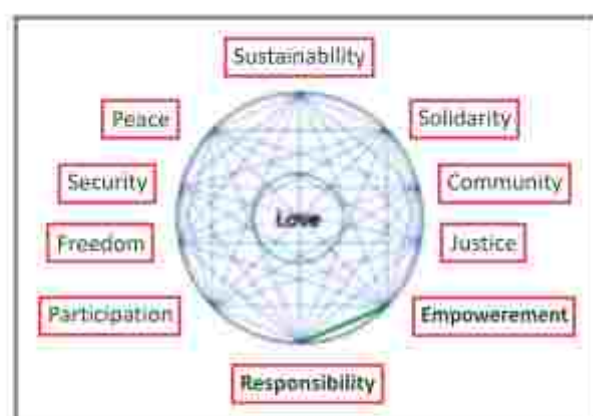 Sustainability
Peace
Solidarity
Security
Community
Love
Freedom
Justice
Participation
Empowerement
Responsibility